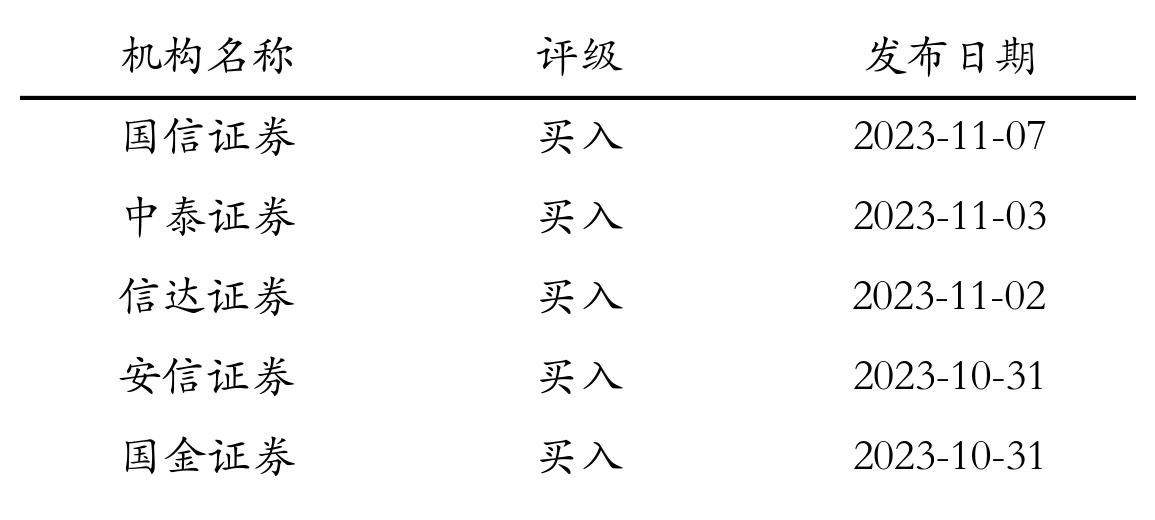 机构名称 评级 发布日期
国信证券 买入 2023-11-07
中泰证券 买入 2023-11-03
信达证券 买入 2023-11-02
安信证券 买入 2023-10-31
国金证券 买入 2023-10-31